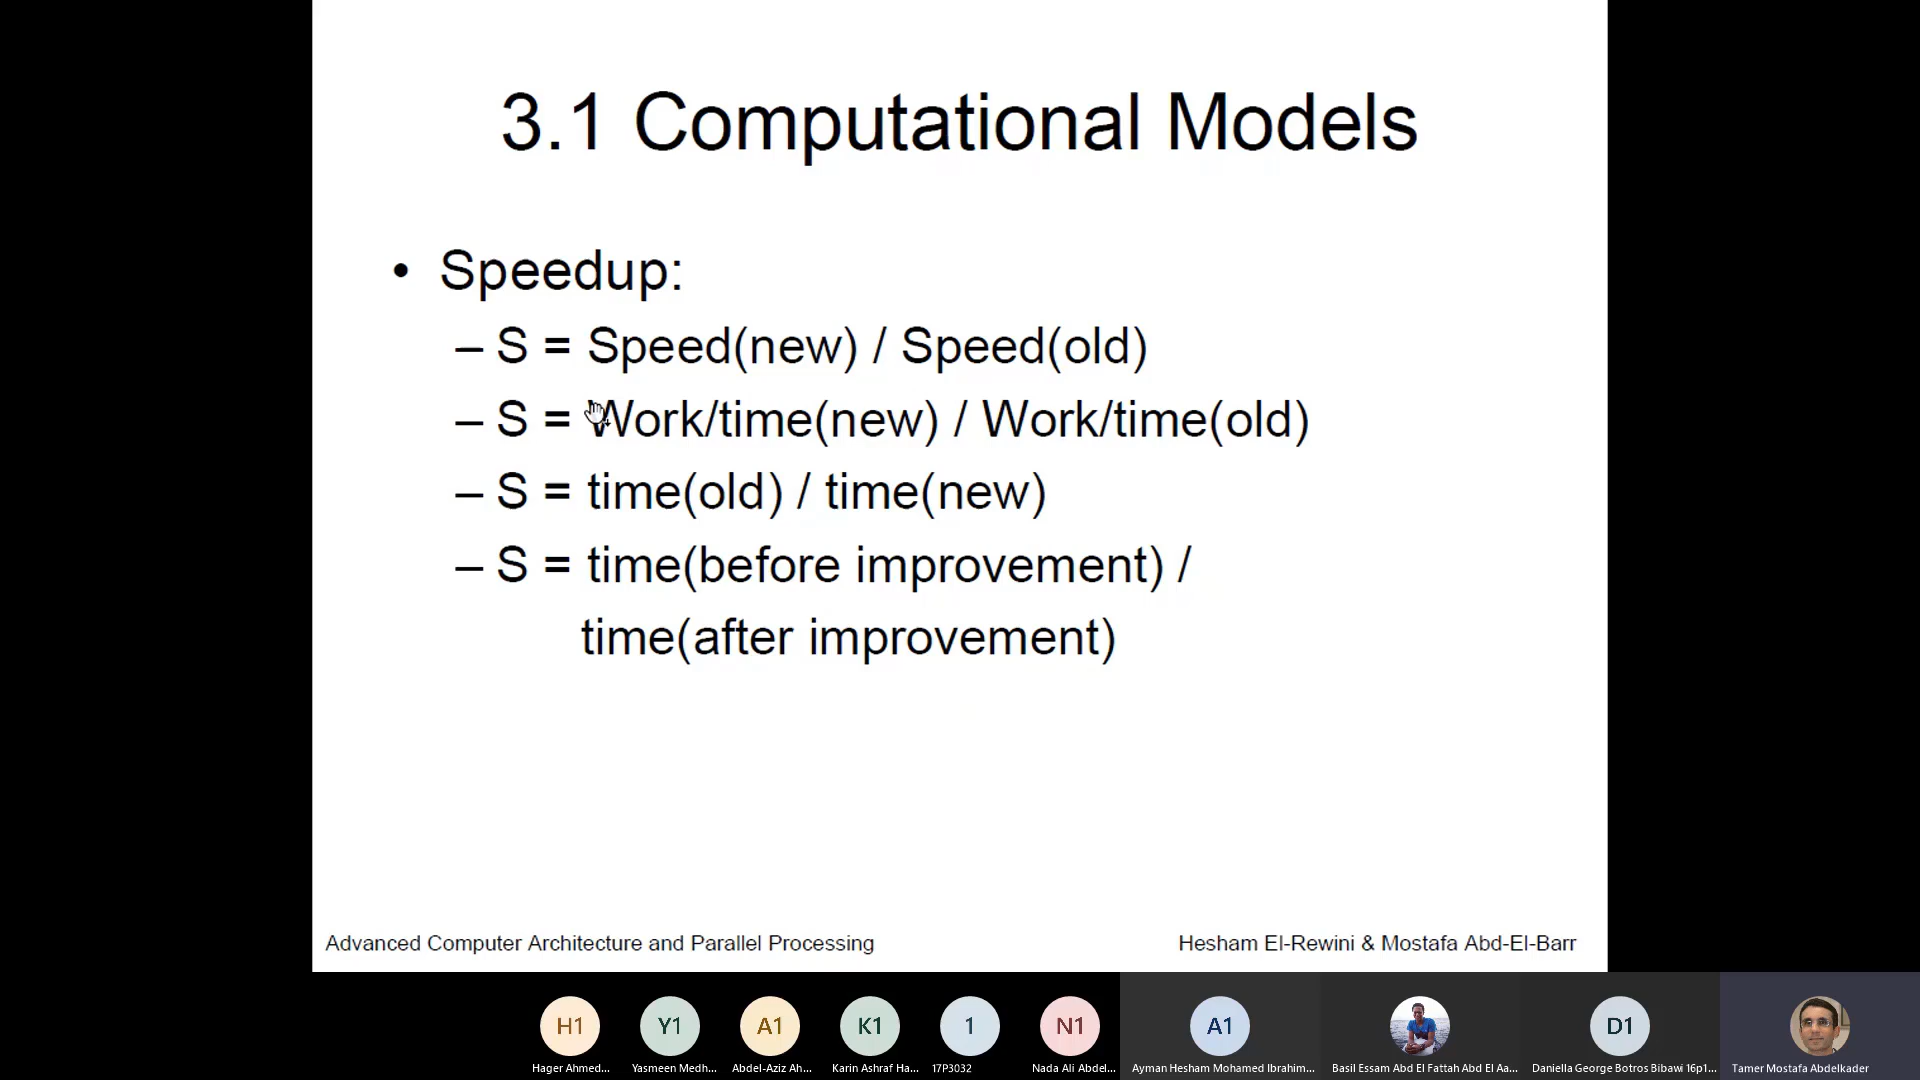 3.1 Computational Models
• Speedup:
– S = Speed(new) / Speed(old)
– S = Work/time(new) / Work/time(old)
– S = time(old) / time(new)
– S = time(before improvement) /
time(after improvement)
Advanced Computer Architecture and Parallel Processing
Hesham El-Rewini & Mostafa Abd-El-Barr
H1
Y1
A1
K1
1
N1
A1
D1
Hager Ahmed...
Yasmeen Medh...
Abdel-Aziz Ah...
Karin Ashraf Ha...
17P3032
Nada Ali Abdel...
Ayman Hesham Mohamed Ibrahim...
Basil Essam Abd El Fattah Abd El Aa...
Daniella George Botros Bibawi 16p1...
Tamer Mostafa Abdelkader